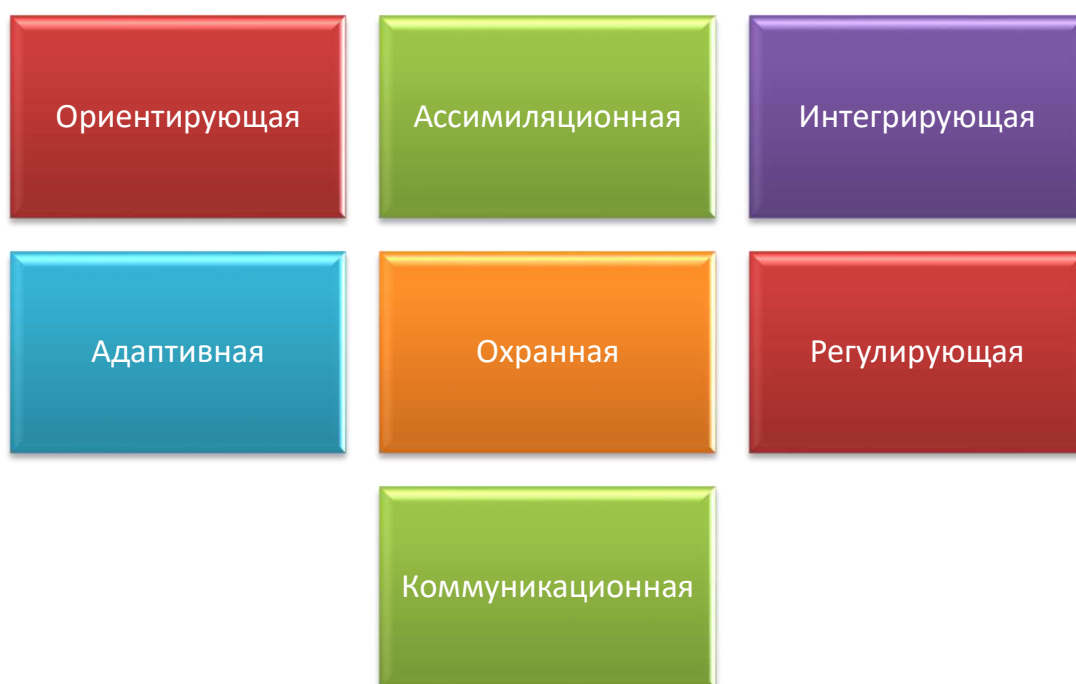 Ориентирующая
Ассимиляционная
Интегрирующая
Адаптивная
Охранная
Регулирующая
Коммуникационная